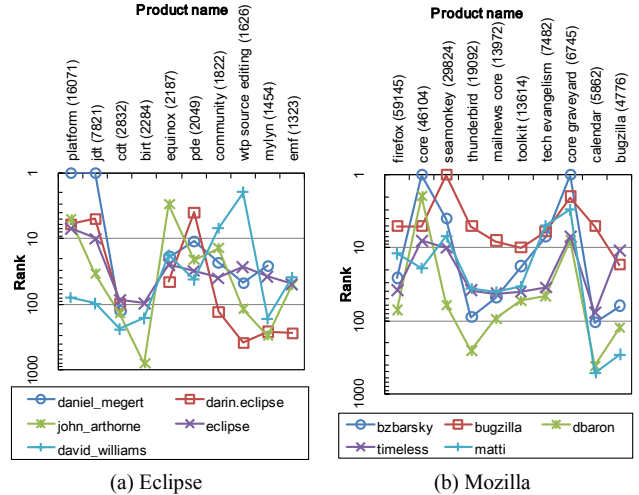 Product name
platform (16071)
jdt (7821)
cdt (2832)
birt (2284)
equinox (2187)
pde (2049)
community (1822)
wtp source editing (1626)
mylyn (1454)
emf (1323)
Rank
1
10
100
1000
daniel_megert
darin.eclipse
john_arthorne
eclipse
david_williams
(a) Eclipse
Product name
firefox (59145)
core (46104)
seamonkey (29824)
thunderbird (19092)
mailnews core (13972)
toolkit (13614)
tech evangelism (7482)
core graveyard (6745)
calendar (5862)
bugzilla (4776)
Rank
1
10
100
1000
bzbarsky
bugzilla
dbaron
timeless
matti
(b) Mozilla